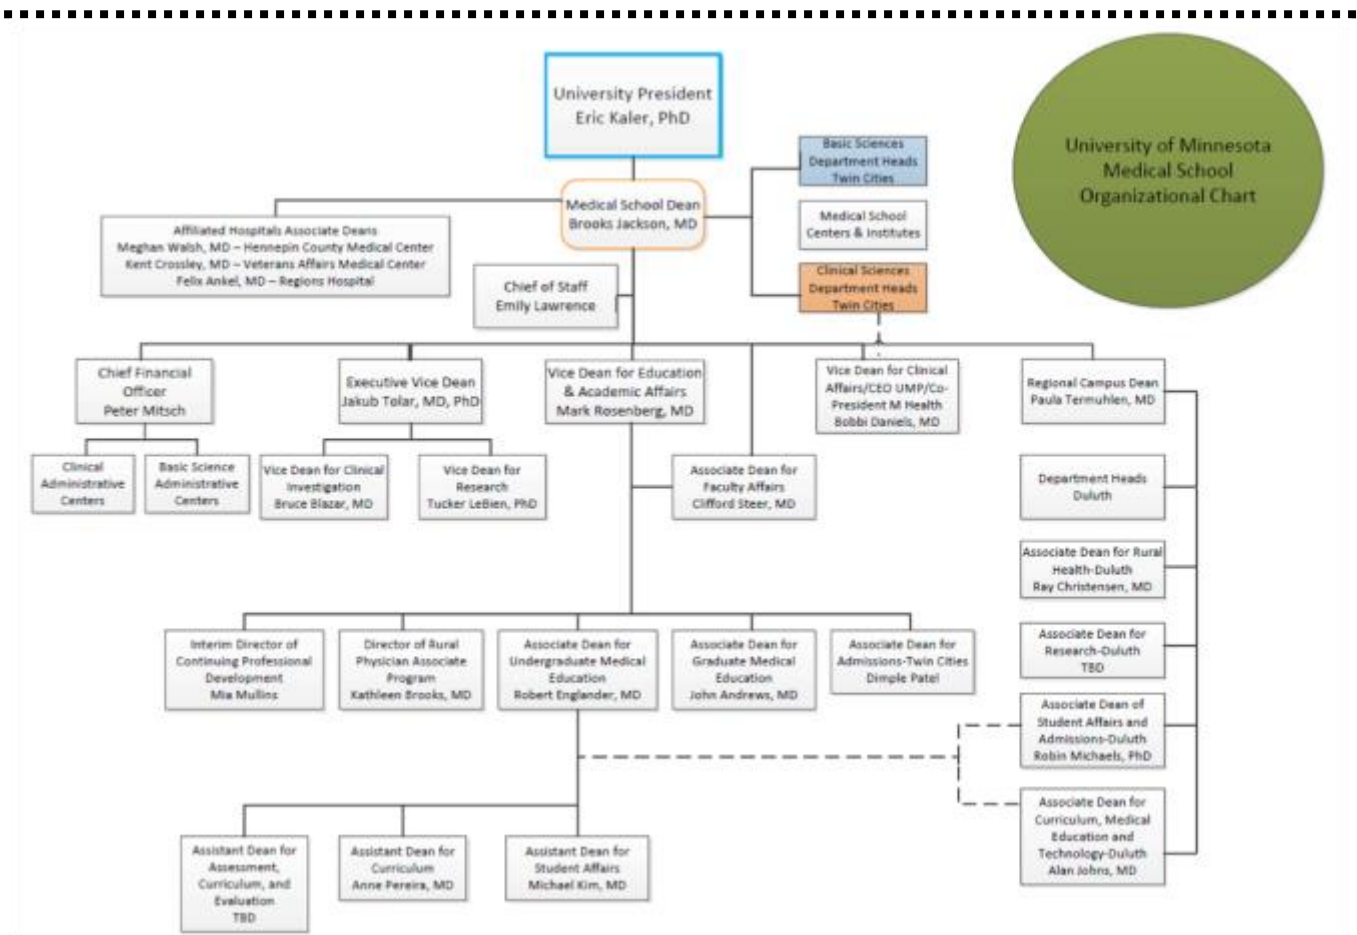 University President
Eric Kaler, PhD
University of Minnesota
Medical School
Organizational Chart
Basic Sciences
Department Heads
Twin Cities
Medical School Dean
Brooks Jackson, MD
Medical School
Centers & Institutes
Affiliated Hospitals Associate Deans
Meghan Walsh, MD – Hennepin County Medical Center
Kent Crossley, MD – Veterans Affairs Medical Center
Felix Ankel, MD – Regions Hospital
Clinical Sciences
Department Heads
Twin Cities
Chief of Staff
Emily Lawrence
Chief Financial
Officer
Peter Mitsch
Executive Vice Dean
Jakub Tolar, MD, PhD
Vice Dean for Education
& Academic Affairs
Mark Rosenberg, MD
Vice Dean for Clinical
Affairs/CEO UMP/Co-
President M Health
Bobbi Daniels, MD
Regional Campus Dean
Paula Termuhlen, MD
Clinical
Administrative
Centers
Basic Science
Administrative
Centers
Vice Dean for Clinical
Investigation
Bruce Blazar, MD
Vice Dean for
Research
Tucker LeBien, PhD
Associate Dean for
Faculty Affairs
Clifford Steer, MD
Department Heads
Duluth
Associate Dean for Rural
Health-Duluth
Ray Christensen, MD
Interim Director of
Continuing Professional
Development
Mia Mullins
Director of Rural
Physician Associate
Program
Kathleen Brooks, MD
Associate Dean for
Undergraduate Medical
Education
Robert Englander, MD
Associate Dean for
Graduate Medical
Education
John Andrews, MD
Associate Dean for
Admissions-Twin Cities
Dimple Patel
Associate Dean for
Research-Duluth
TBD
Associate Dean of
Student Affairs and
Admissions-Duluth
Robin Michaels, PhD
Associate Dean for
Curriculum, Medical
Education and
Technology-Duluth
Alan Johns, MD
Assistant Dean for
Assessment,
Curriculum, and
Evaluation
TBD
Assistant Dean for
Curriculum
Anne Pereira, MD
Assistant Dean for
Student Affairs
Michael Kim, MD